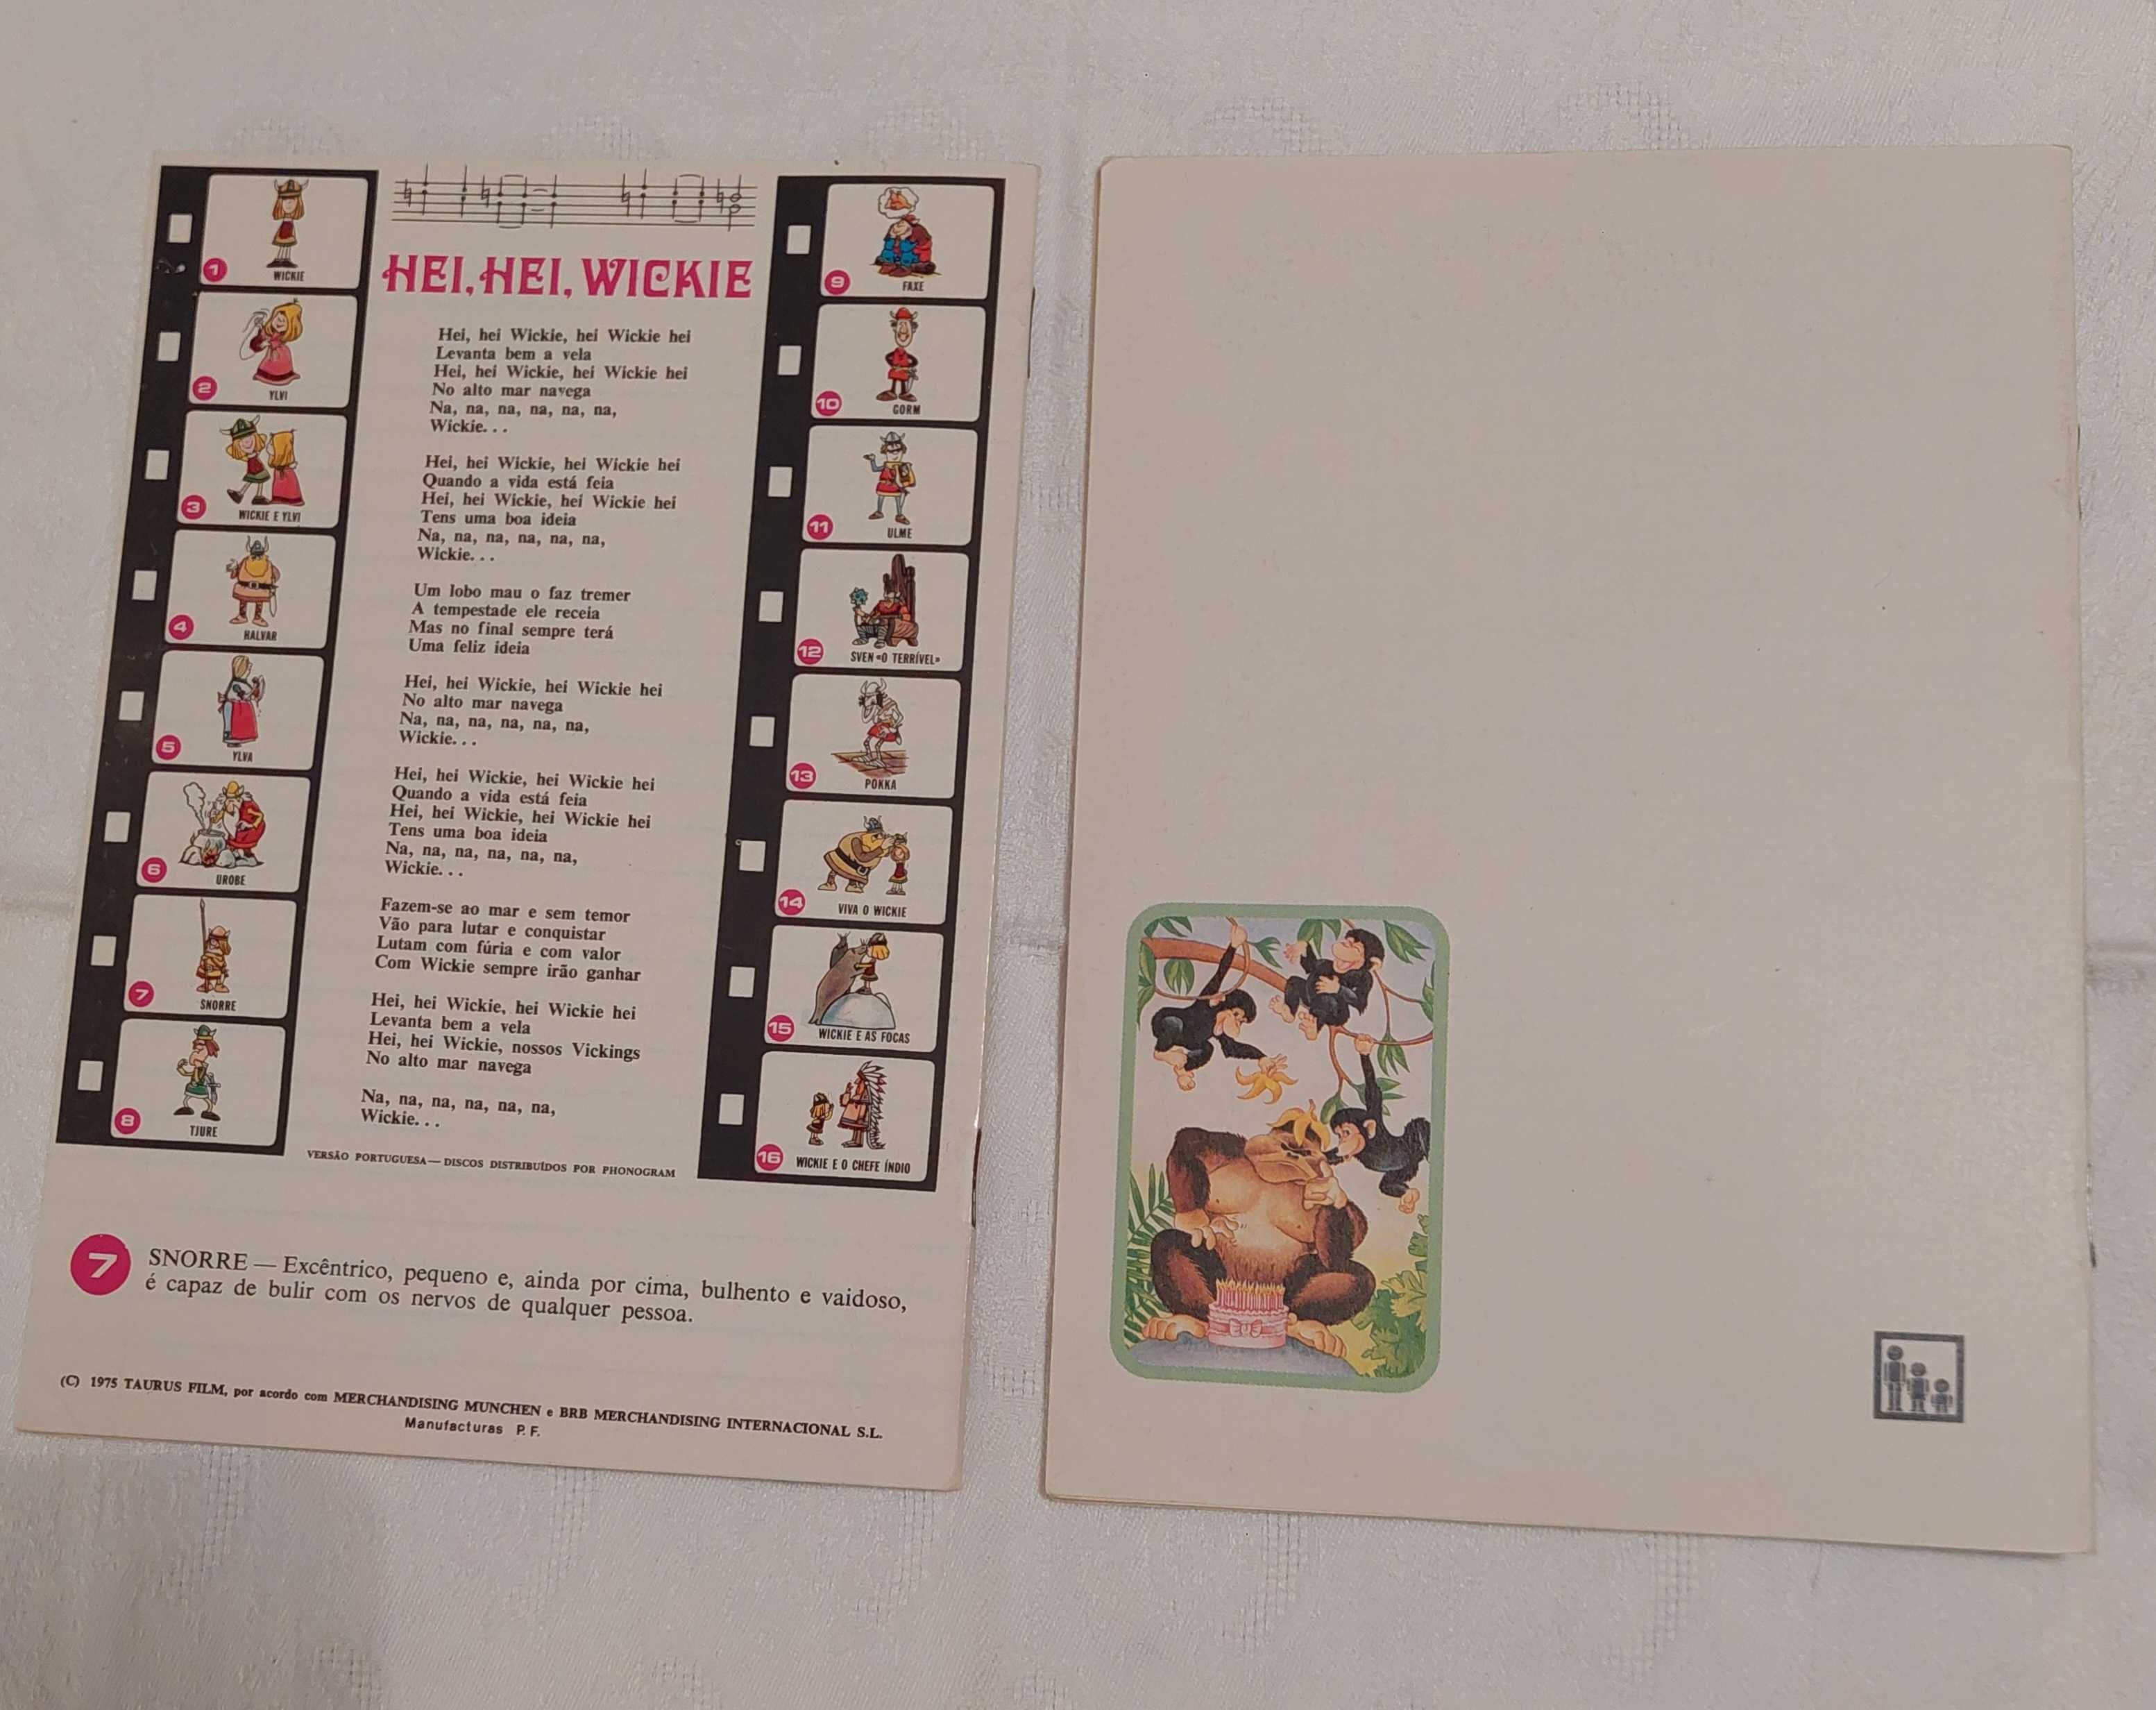 1
WICKIE
2
YLVI
3
WICKIE E YLVI
4
HALVAR
5
YLVA
6
UROBE
7
SNORRE
8
TJURE
HEI, HEI, WICKIE
Hei, hei Wickie, hei Wickie hei
Levanta bem a vela
Hei, hei Wickie, hei Wickie hei
No alto mar navega
Na, na, na, na, na, na,
Wickie...
Hei, hei Wickie, hei Wickie hei
Quando a vida está feia
Hei, hei Wickie, hei Wickie hei
Tens uma boa ideia
Na, na, na, na, na, na,
Wickie...
Um lobo mau o faz tremer
A tempestade ele receia
Mas no final sempre terá
Uma feliz ideia
Hei, hei Wickie, hei Wickie hei
No alto mar navega
Na, na, na, na, na, na,
Wickie...
Hei, hei Wickie, hei Wickie hei
Quando a vida está feia
Hei, hei Wickie, hei Wickie hei
Tens uma boa ideia
Na, na, na, na, na, na,
Wickie...
Fazem-se ao mar e sem temor
Vão para lutar e conquistar
Lutam com fúria e com valor
Com Wickie sempre irão ganhar
Hei, hei Wickie, hei Wickie hei
Levanta bem a vela
Hei, hei Wickie, nossos Vickings
No alto mar navega
Na, na, na, na, na, na,
Wickie...
VERSÃO PORTUGUESA — DISCOS DISTRIBUÍDOS POR PHONOGRAM
9
FAXE
10
GORM
11
ULME
12
SVEN «O TERRÍVEL»
13
POKKA
14
VIVA O WICKIE
15
WICKIE E AS FOCAS
16
WICKIE E O CHEFE ÍNDIO
7
SNORRE — Excêntrico, pequeno e, ainda por cima, bulhento e vaidoso,
é capaz de bulir com os nervos de qualquer pessoa.
(C) 1975 TAURUS FILM, por acordo com MERCHANDISING MUNCHEN e BRB MERCHANDISING INTERNACIONAL S.L.
Manufacturas P. F.